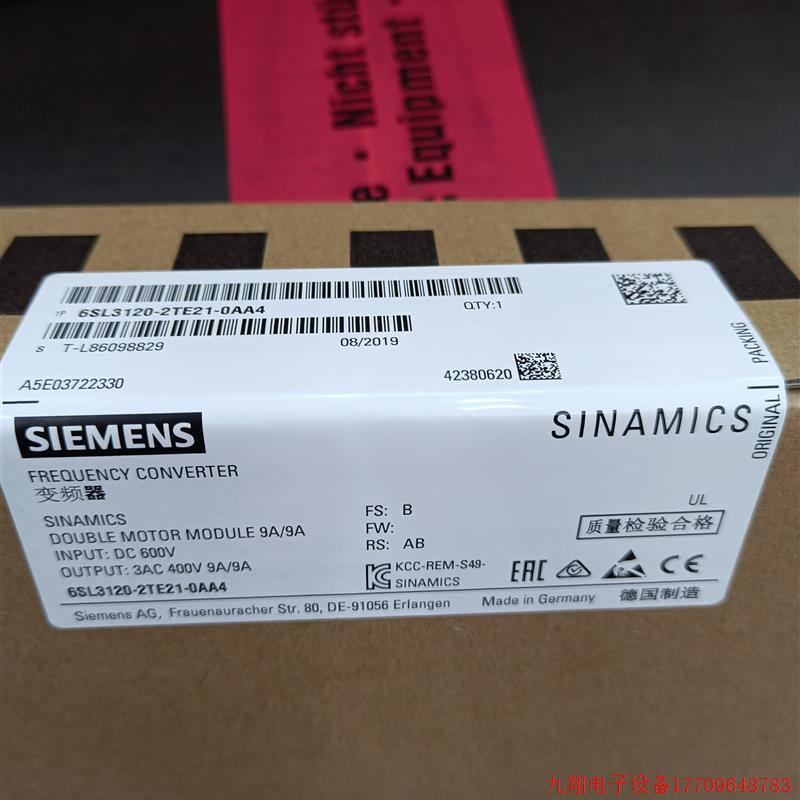 · Nicht stü
e
Equipment ·
1P 6SL3120-2TE21-0AA4
QTY:1
S T-L86098829
08/2019
A5E03722330
42380620
ORIGINAL PACKING
SIEMENS
SINAMICS
FREQUENCY CONVERTER
变频器
SINAMICS
DOUBLE MOTOR MODULE 9A/9A
INPUT: DC 600V
OUTPUT: 3AC 400V 9A/9A
6SL3120-2TE21-0AA4
FS: B
FW:
RS: AB
KCC-REM-S49-
SINAMICS
UL
质量检验合格
EAC
CE
Siemens AG, Frauenauracher Str. 80, DE-91056 Erlangen
Made in Germany
德国制造
九翔电子设备17709648783